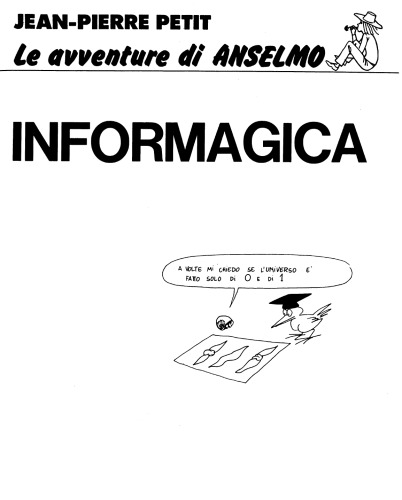 JEAN-PIERRE PETIT
Le avventure di ANSELMO
INFORMAGICA
A VOLTE MI CHIEDO SE L'UNIVERSO E'
FATTO SOLO DI 0 E DI 1